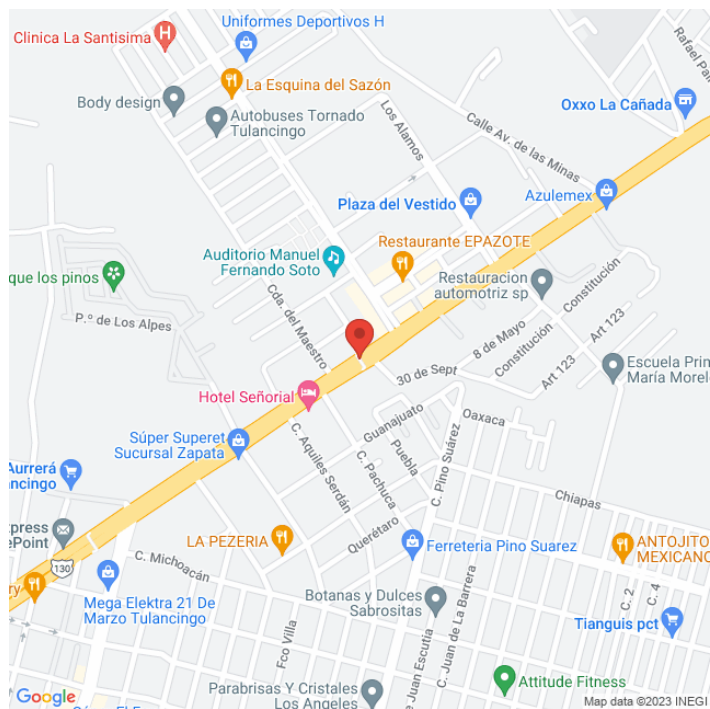 Uniformes Deportivos H
Clinica La Santisima
Rafael
La Esquina del Sazón
Body design
Oxxo La Cañada
Autobuses Tornado
Tulancingo
Los Alamos
Calle Av. de las Minas
Azulemex
Plaza del Vestido
Restaurante EPAZOTE
Auditorio Manuel
Fernando Soto
que los pinos
Restauracion
automotriz sp
Constitución
P.º de Los Alpes
Cda. del Maestro
8 de Mayo
Constitución
Art 123
30 de Sept
Art 123
Escuela Prin
María Morel
Hotel Señorial
Guanajuato
Oaxaca
Súper Superet
Sucursal Zapata
C. Aquiles Serdán
C. Pachuca
Puebla
C. Pino Suárez
Aurrerá
ancingo
Chiapas
xpress
ePoint
LA PEZERIA
Querétaro
Ferreteria Pino Suarez
ANTOJITO
MEXICANO
C. Michoacán
130
ry
Mega Elektra 21 De
Marzo Tulancingo
Botanas y Dulces
Sabrositas
C. Juan de La Barrera
C. 2
C. 4
Tianguis pct
Fco Villa
de Juan Escutia
Attitude Fitness
Parabrisas Y Cristales
Los Angeles
Google
Map data ©2023 INEGI